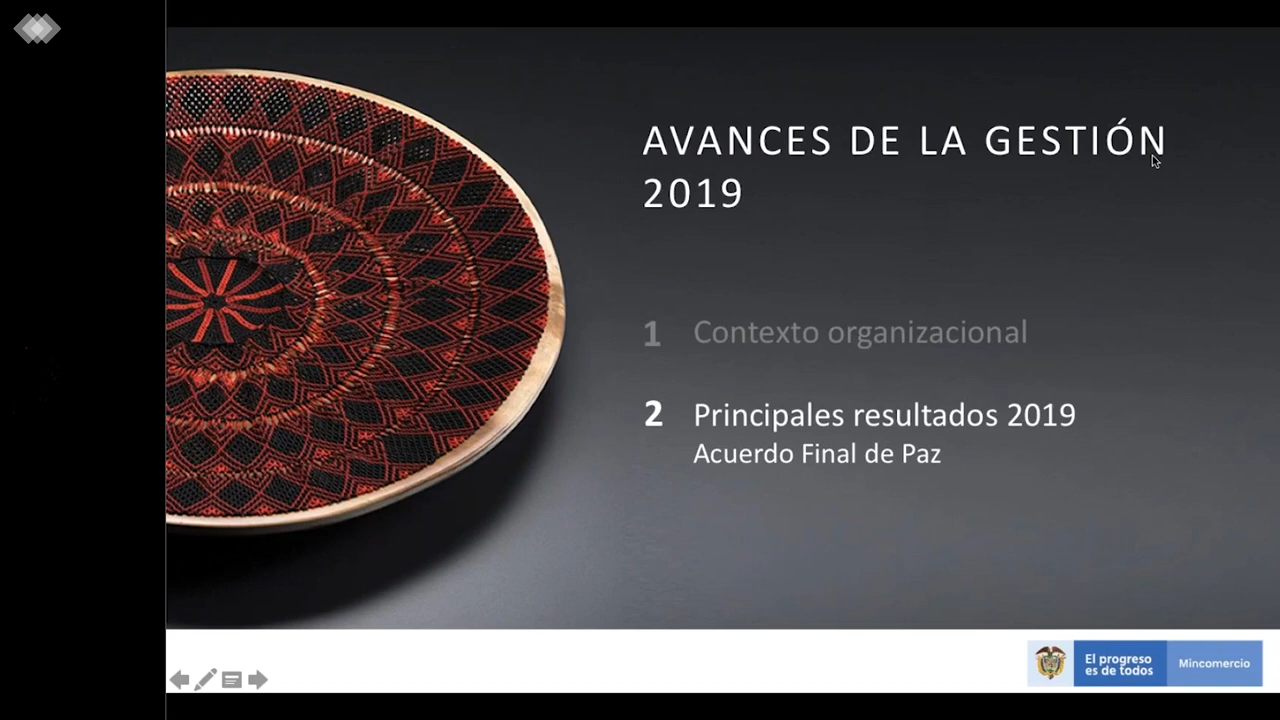 AVANCES DE LA GESTIÓN
2019
1 Contexto organizacional
2 Principales resultados 2019
Acuerdo Final de Paz
El progreso
es de todos
Mincomercio